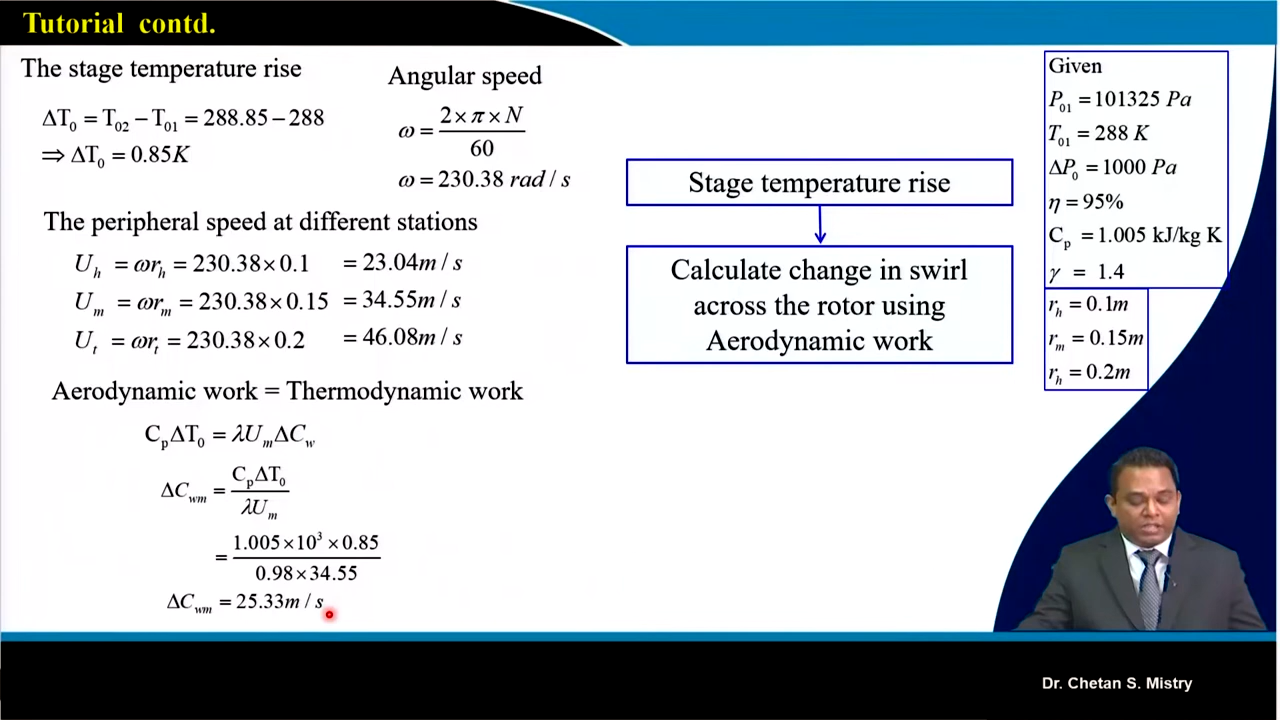 Tutorial contd.
The stage temperature rise
ΔT₀ = T₀₂ − T₀₁ = 288.85 − 288
⇒ ΔT₀ = 0.85K
Angular speed
ω = 2×π×N / 60
ω = 230.38 rad / s
The peripheral speed at different stations
U_h = ωr_h = 230.38×0.1 = 23.04m / s
U_m = ωr_m = 230.38×0.15 = 34.55m / s
U_t = ωr_t = 230.38×0.2 = 46.08m / s
Aerodynamic work = Thermodynamic work
C_pΔT₀ = λU_mΔC_w
ΔC_wm = C_pΔT₀ / λU_m
= 1.005×10³×0.85 / 0.98×34.55
ΔC_wm = 25.33m / s
Stage temperature rise
Calculate change in swirl
across the rotor using
Aerodynamic work
Given
P₀₁ = 101325 Pa
T₀₁ = 288 K
ΔP₀ = 1000 Pa
η = 95%
C_p = 1.005 kJ/kg K
γ = 1.4
r_h = 0.1m
r_m = 0.15m
r_h = 0.2m
Dr. Chetan S. Mistry